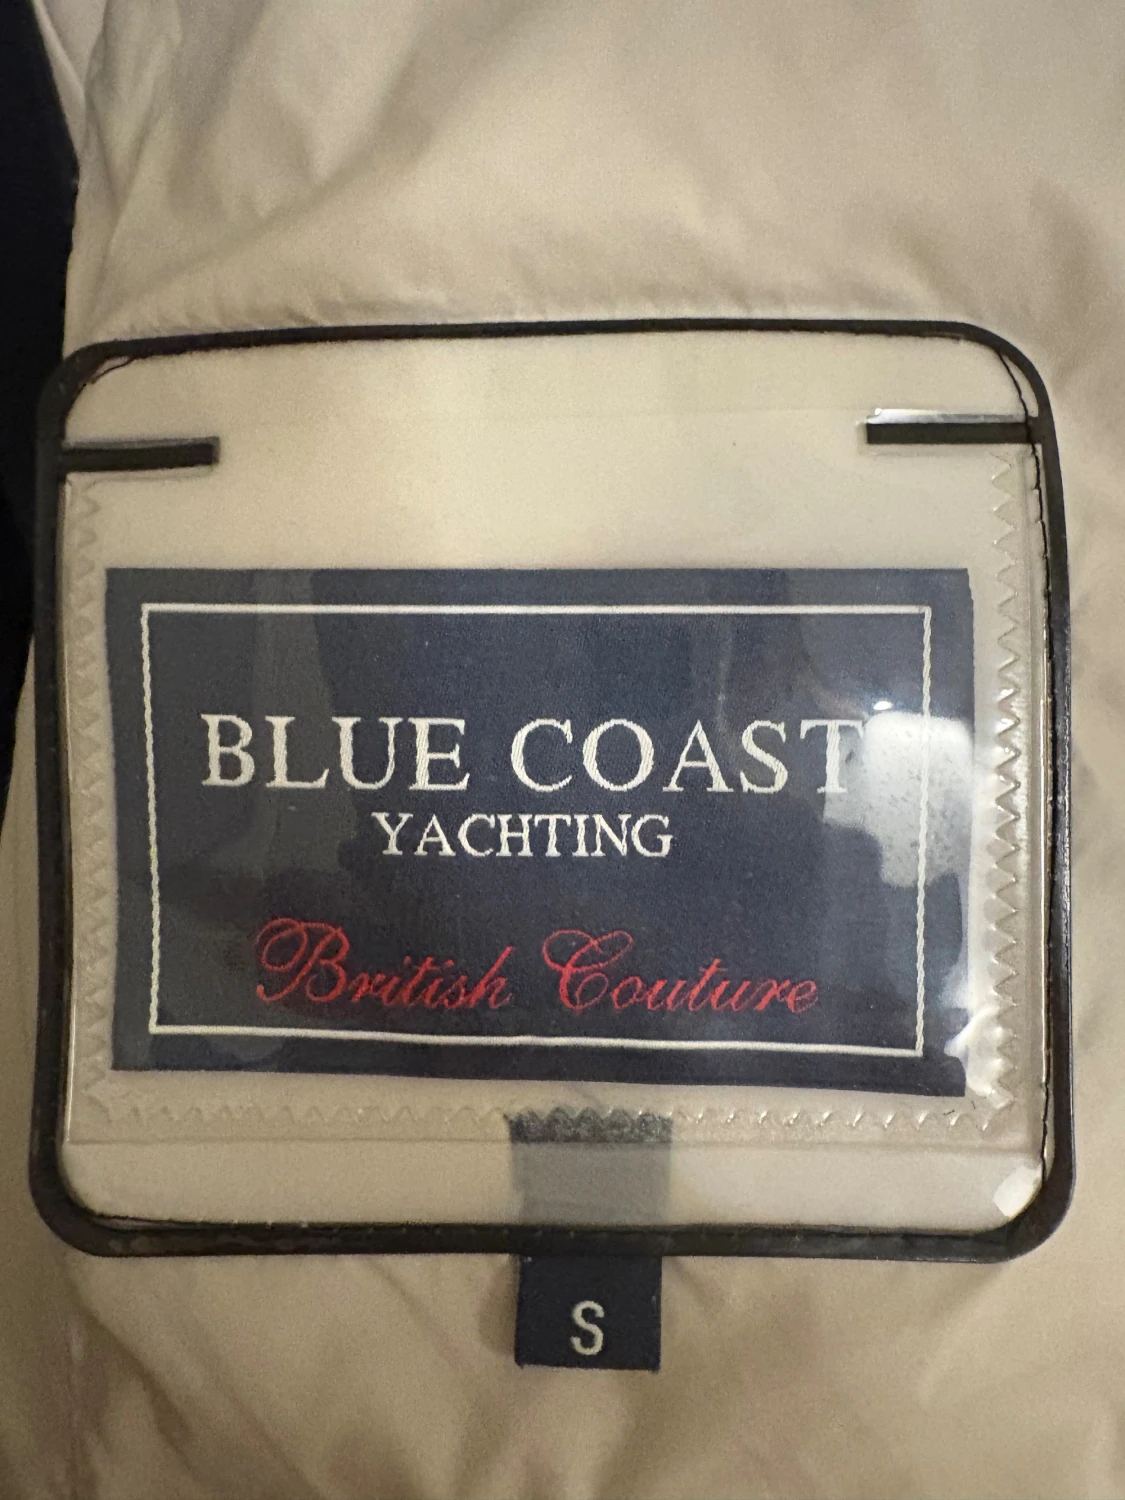 BLUE COAST
YACHTING
British Couture
S